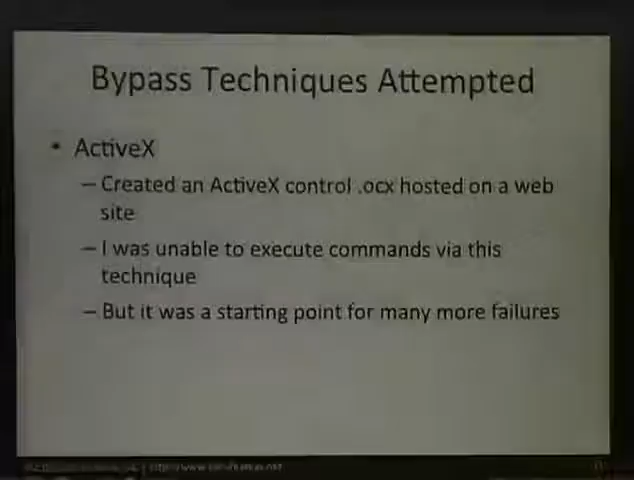 Bypass Techniques Attempted
• ActiveX
– Created an ActiveX control .ocx hosted on a web
site
– I was unable to execute commands via this
technique
– But it was a starting point for many more failures